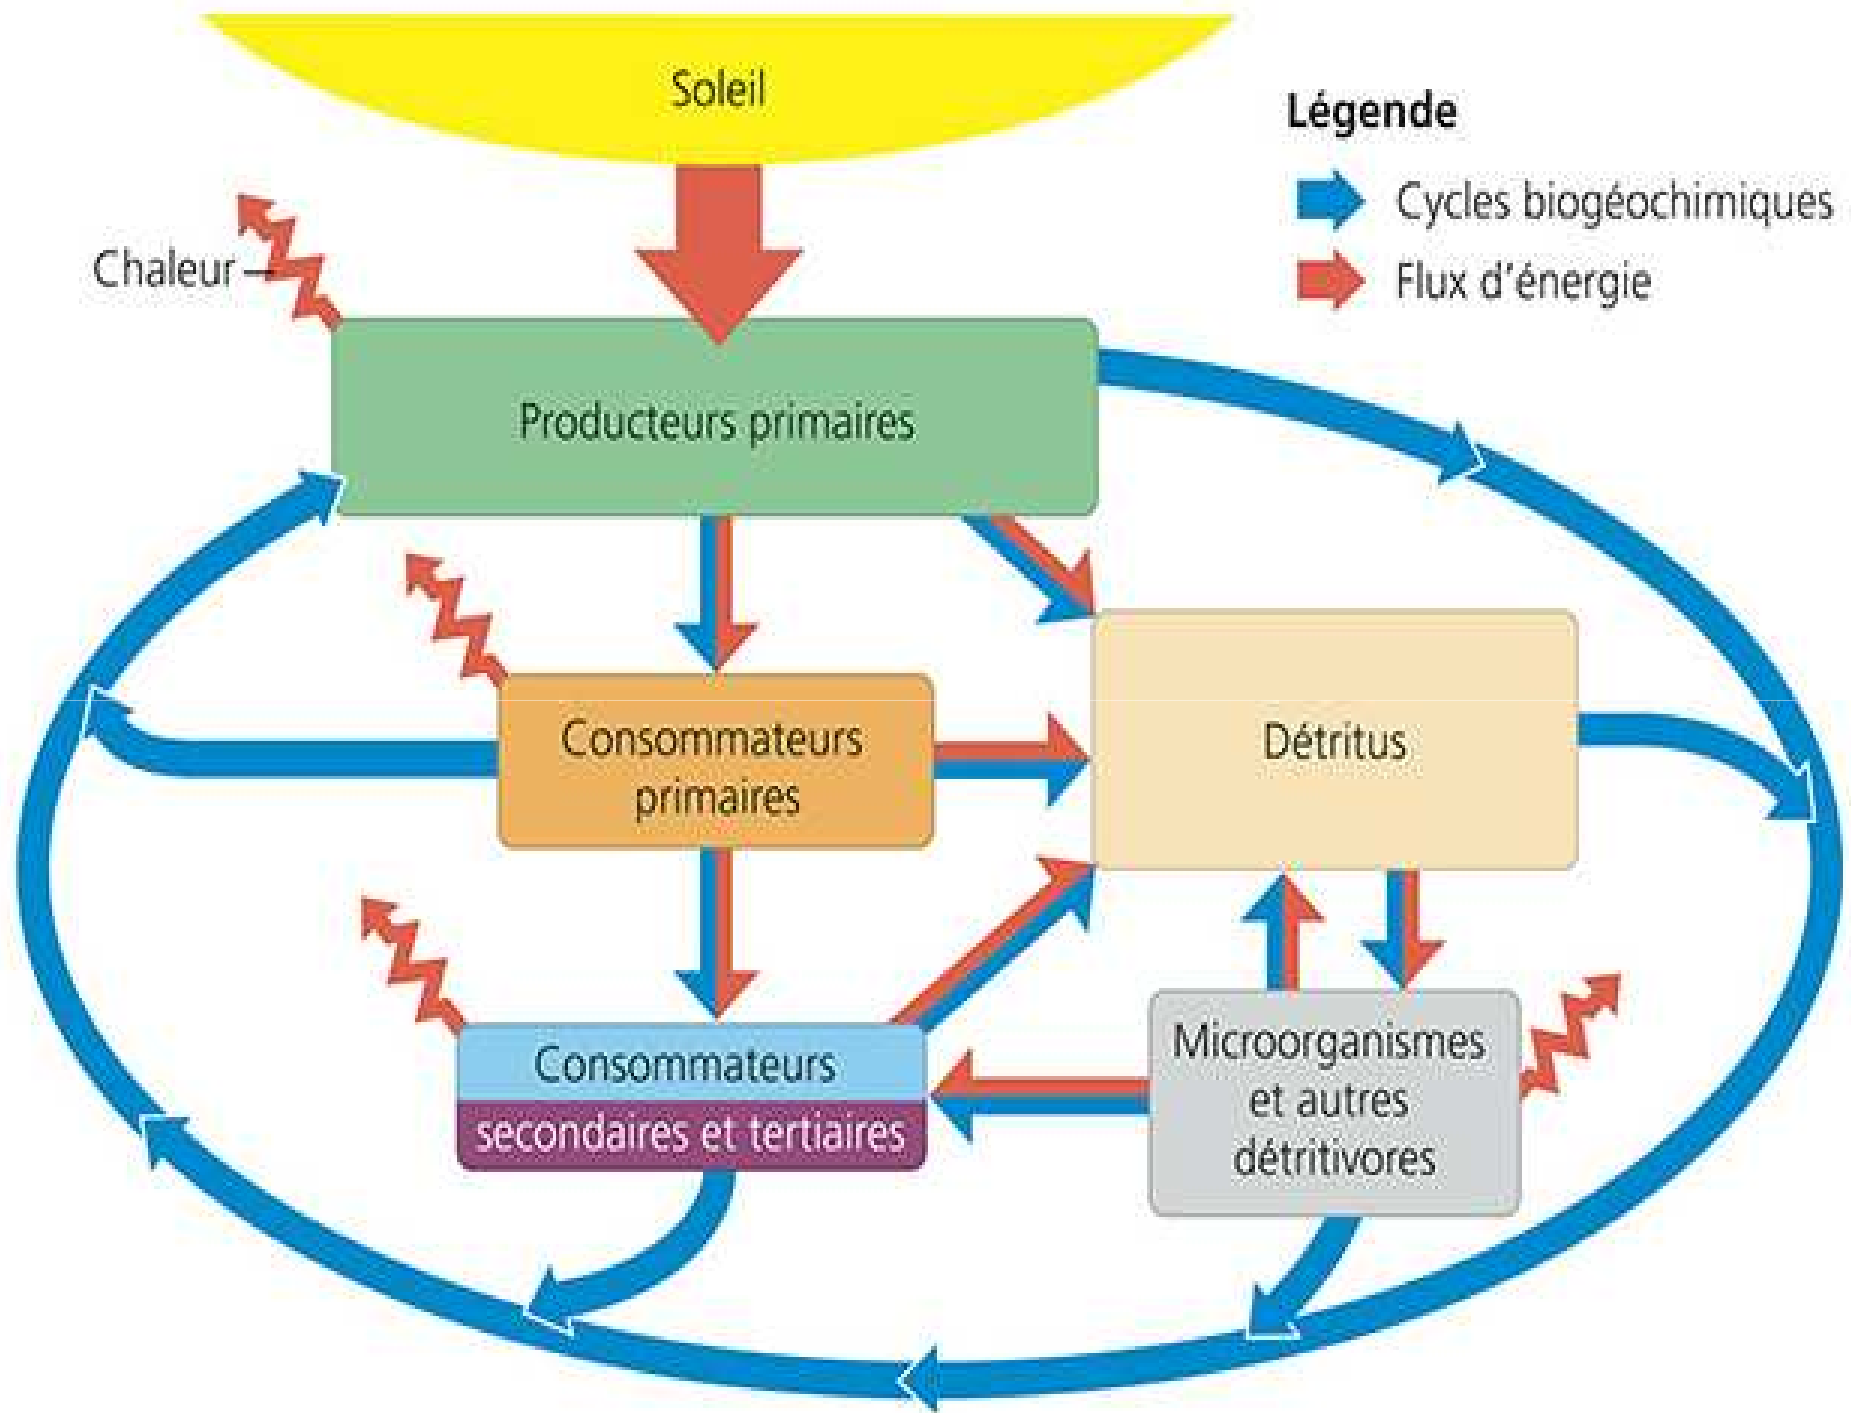 Soleil
Légende
Cycles biogéochimiques
Flux d'énergie
Chaleur
Producteurs primaires
Consommateurs
primaires
Détritus
Consommateurs
secondaires et tertiaires
Microorganismes
et autres
détritivores